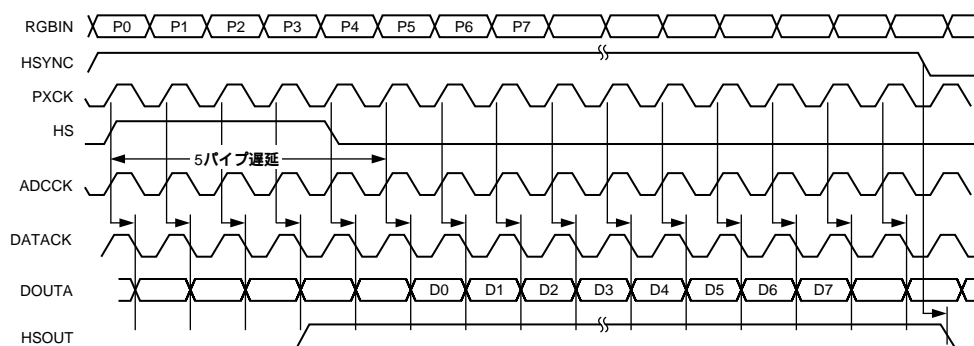 RGBIN P0 P1 P2 P3 P4 P5 P6 P7
HSYNC
PXCK
HS
5パイプ遅延
ADCCK
DATACK
DOUTA D0 D1 D2 D3 D4 D5 D6 D7
HSOUT